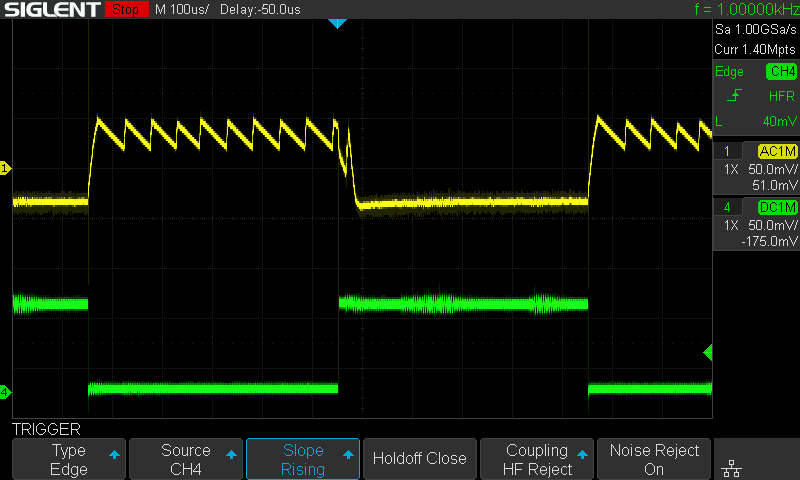 SIGLENT Stop M 100us/ Delay:-50.0us f = 1.00000kHz
Sa 1.00GSa/s
Curr 1.40Mpts
Edge CH4
HFR
L 40mV
1 AC1M
1X 50.0mV/
51.0mV
4 DC1M
1X 50.0mV/
-175.0mV
1
4
TRIGGER
Type
Edge
Source
CH4
Slope
Rising
Holdoff Close
Coupling
HF Reject
Noise Reject
On